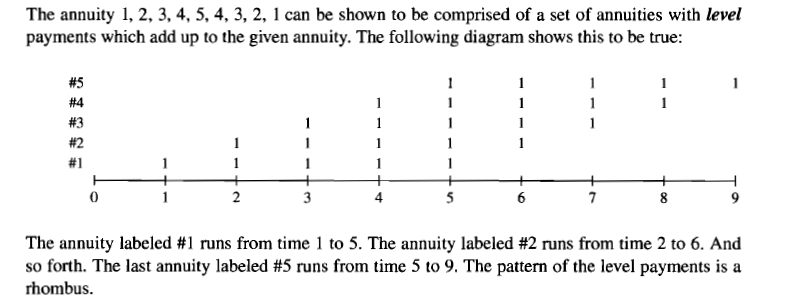 The annuity 1, 2, 3, 4, 5, 4, 3, 2, 1 can be shown to be comprised of a set of annuities with level
payments which add up to the given annuity. The following diagram shows this to be true:
#5 1 1 1 1 1
#4 1 1 1 1 1
#3 1 1 1 1 1
#2 1 1 1 1 1
#1 1 1 1 1 1
0 1 2 3 4 5 6 7 8 9
The annuity labeled #1 runs from time 1 to 5. The annuity labeled #2 runs from time 2 to 6. And
so forth. The last annuity labeled #5 runs from time 5 to 9. The pattern of the level payments is a
rhombus.